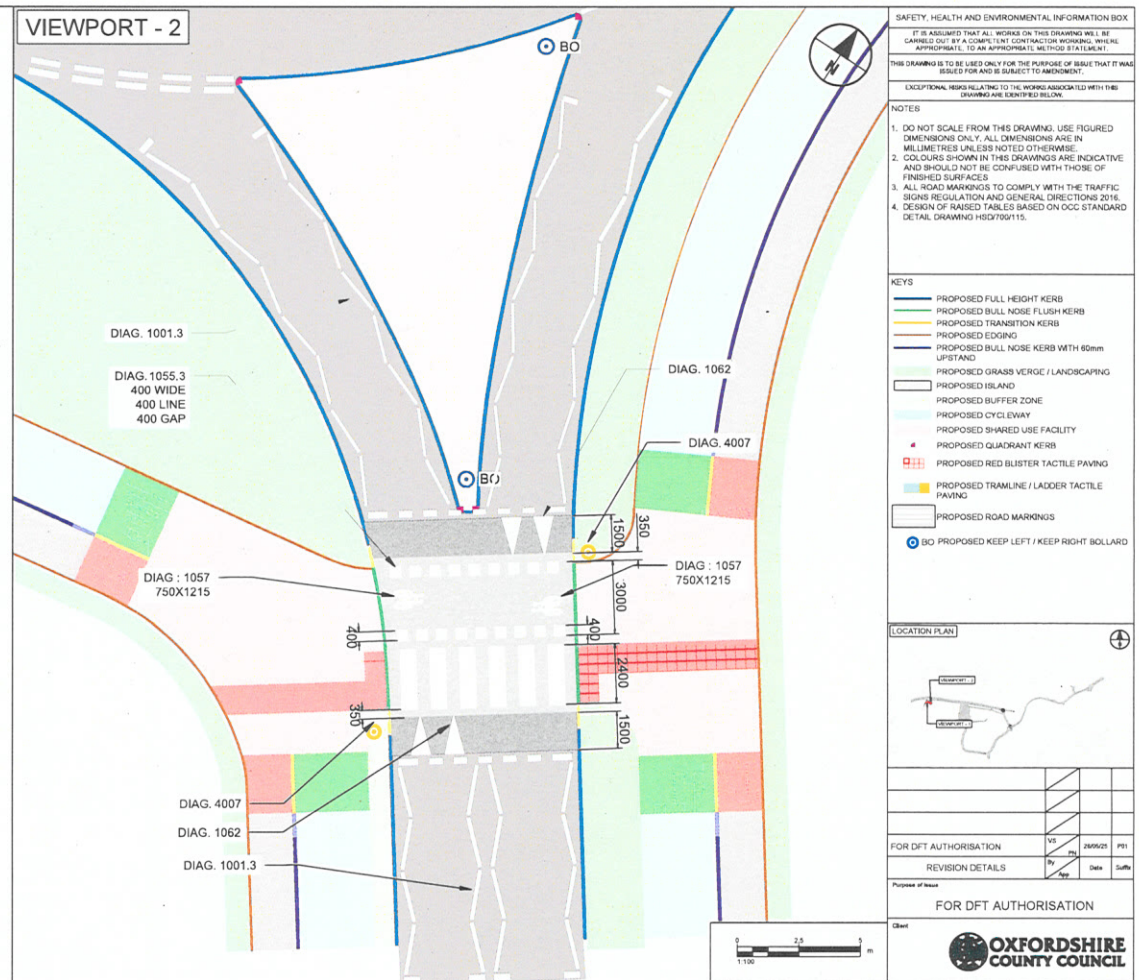 VIEWPORT - 2
BO
DIAG. 1001.3
DIAG. 1055.3
400 WIDE
400 LINE
400 GAP
DIAG. 1062
DIAG. 4007
BO
1500
350
DIAG : 1057
750X1215
DIAG : 1057
750X1215
3000
400
400
2400
350
1500
DIAG. 4007
DIAG. 1062
DIAG. 1001.3
0 2.5 5 m
1:100
SAFETY, HEALTH AND ENVIRONMENTAL INFORMATION BOX
IT IS ASSUMED THAT ALL WORKS ON THIS DRAWING WILL BE
CARRIED OUT BY A COMPETENT CONTRACTOR WORKING, WHERE
APPROPRIATE, TO AN APPROPRIATE METHOD STATEMENT.
THIS DRAWING IS TO BE USED ONLY FOR THE PURPOSE OF ISSUE THAT IT WAS
ISSUED FOR AND IS SUBJECT TO AMENDMENT.
EXCEPTIONAL RISKS RELATING TO THE WORKS ASSOCIATED WITH THIS
DRAWING ARE IDENTIFIED BELOW.
NOTES
1. DO NOT SCALE FROM THIS DRAWING. USE FIGURED
DIMENSIONS ONLY, ALL DIMENSIONS ARE IN
MILLIMETRES UNLESS NOTED OTHERWISE.
2. COLOURS SHOWN IN THIS DRAWINGS ARE INDICATIVE
AND SHOULD NOT BE CONFUSED WITH THOSE OF
FINISHED SURFACES
3. ALL ROAD MARKINGS TO COMPLY WITH THE TRAFFIC
SIGNS REGULATION AND GENERAL DIRECTIONS 2016.
4. DESIGN OF RAISED TABLES BASED ON OCC STANDARD
DETAIL DRAWING HSD/700/115.
KEYS
PROPOSED FULL HEIGHT KERB
PROPOSED BULL NOSE FLUSH KERB
PROPOSED TRANSITION KERB
PROPOSED EDGING
PROPOSED BULL NOSE KERB WITH 60mm
UPSTAND
PROPOSED GRASS VERGE / LANDSCAPING
PROPOSED ISLAND
PROPOSED BUFFER ZONE
PROPOSED CYCLEWAY
PROPOSED SHARED USE FACILITY
PROPOSED QUADRANT KERB
PROPOSED RED BLISTER TACTILE PAVING
PROPOSED TRAMLINE / LADDER TACTILE
PAVING
PROPOSED ROAD MARKINGS
BO PROPOSED KEEP LEFT / KEEP RIGHT BOLLARD
LOCATION PLAN
VIEWPORT - 2
VIEWPORT - 1
FOR DFT AUTHORISATION VS PN P01
REVISION DETAILS By App Date Suffix
Purpose of Issue
FOR DFT AUTHORISATION
Client
OXFORDSHIRE
COUNTY COUNCIL